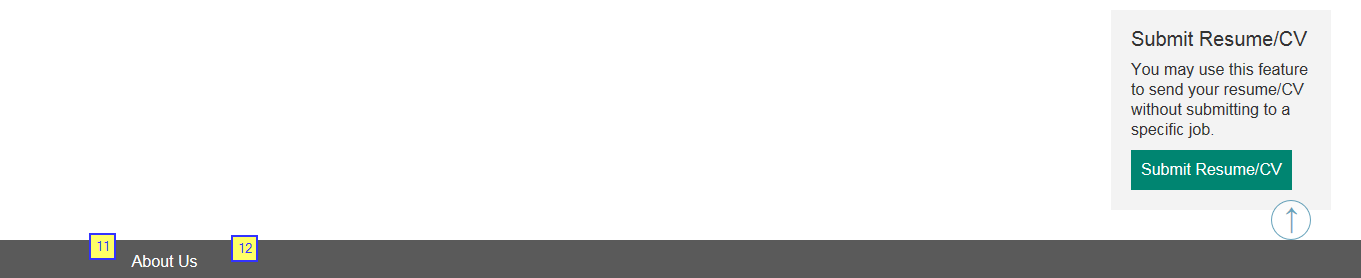 Submit Resume/CV
You may use this feature
to send your resume/CV
without submitting to a
specific job.
Submit Resume/CV
11
About Us
12